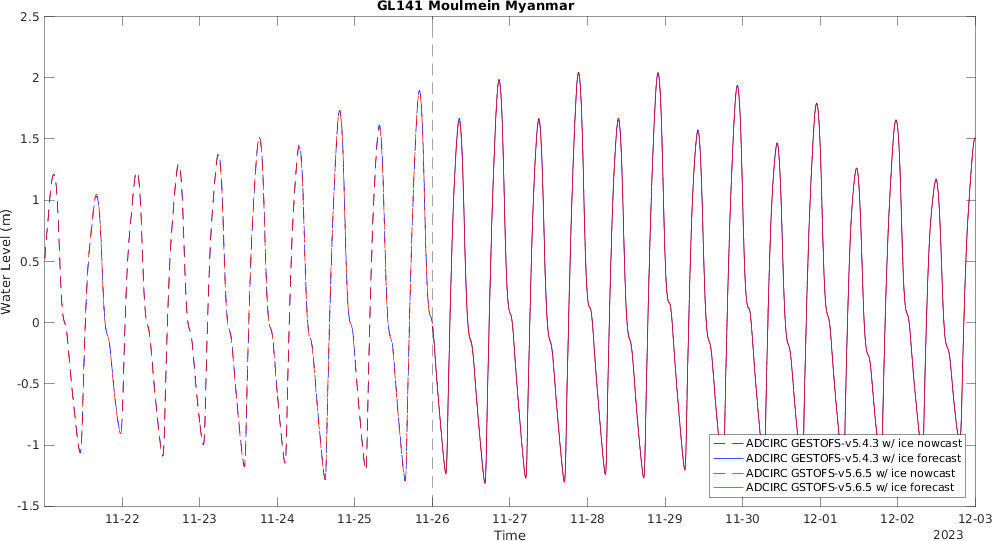 GL141 Moulmein Myanmar
2.5
2
1.5
1
0.5
0
-0.5
-1
-1.5
Water Level (m)
ADCIRC GESTOFS-v5.4.3 w/ ice nowcast
ADCIRC GESTOFS-v5.4.3 w/ ice forecast
ADCIRC GSTOFS-v5.6.5 w/ ice nowcast
ADCIRC GSTOFS-v5.6.5 w/ ice forecast
11-22 11-23 11-24 11-25 11-26 11-27 11-28 11-29 11-30 12-01 12-02 12-03
Time
2023